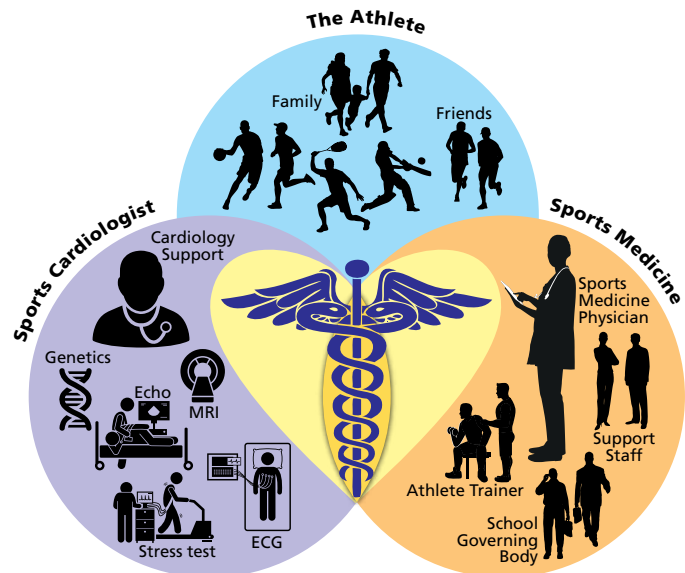 The Athlete
Family
Friends
Sports Cardiologist
Cardiology
Support
Genetics
Echo
MRI
Stress test
ECG
Sports Medicine
Sports
Medicine
Physician
Support
Staff
Athlete Trainer
School
Governing
Body